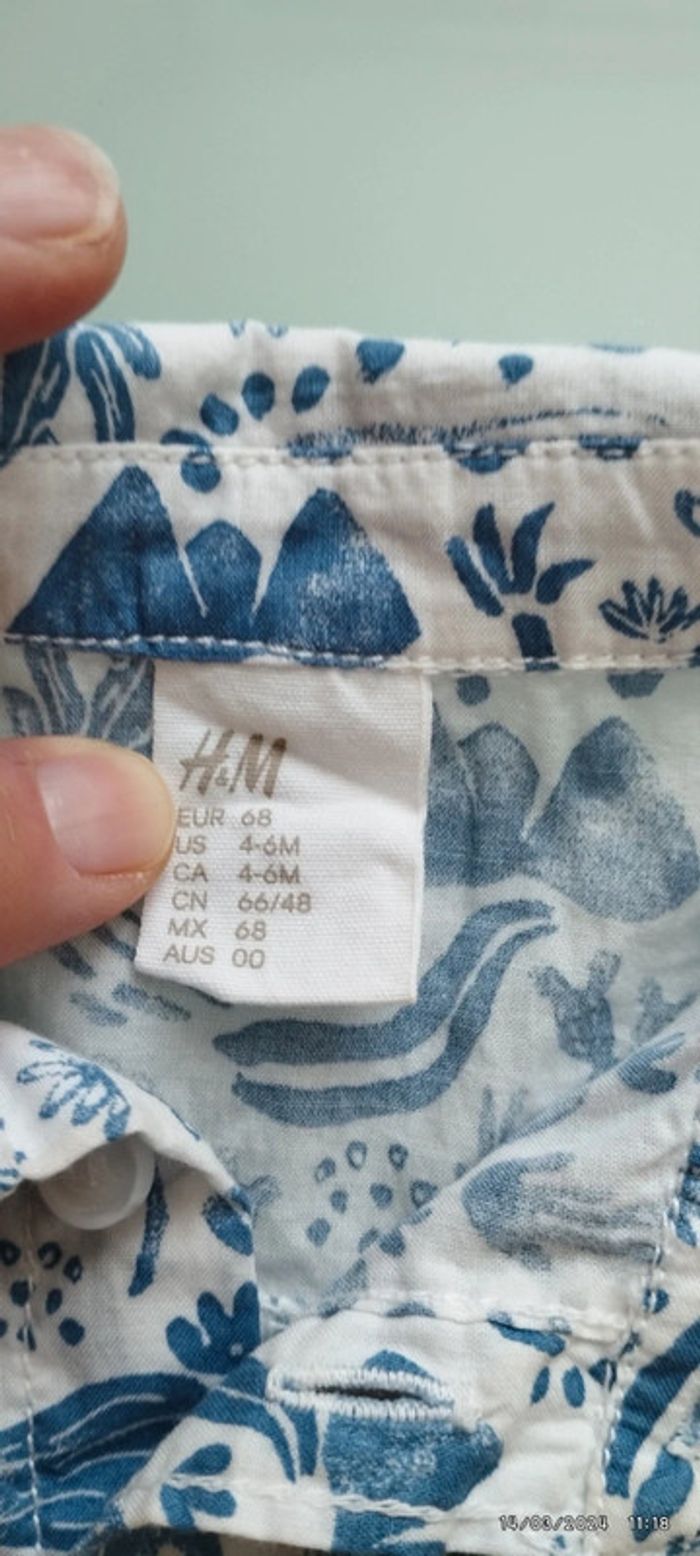 H&M
EUR 68
US 4-6M
CA 4-6M
CN 66/48
MX 68
AUS 00
14/03/2024 11:18